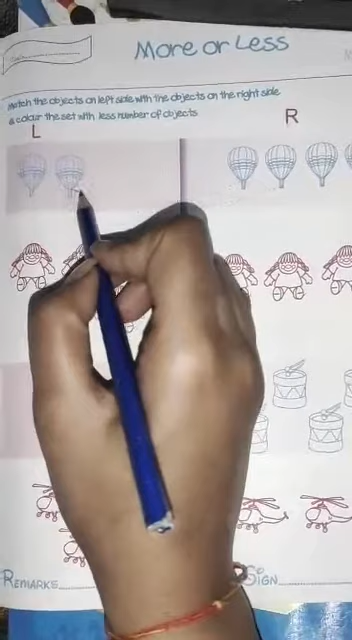 More or Less
Match the objects on left side with the objects on the right side
& colour the set with less number of objects
L
R
REMARKS
SIGN